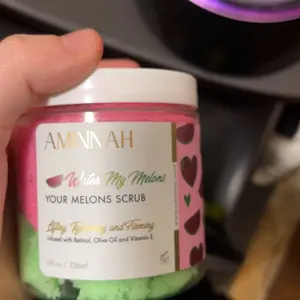 AMINNAH
Water My Melons
YOUR MELONS SCRUB
Lifting, Tightening and Firming
Infused with Retinol, Olive Oil and Vitamin E